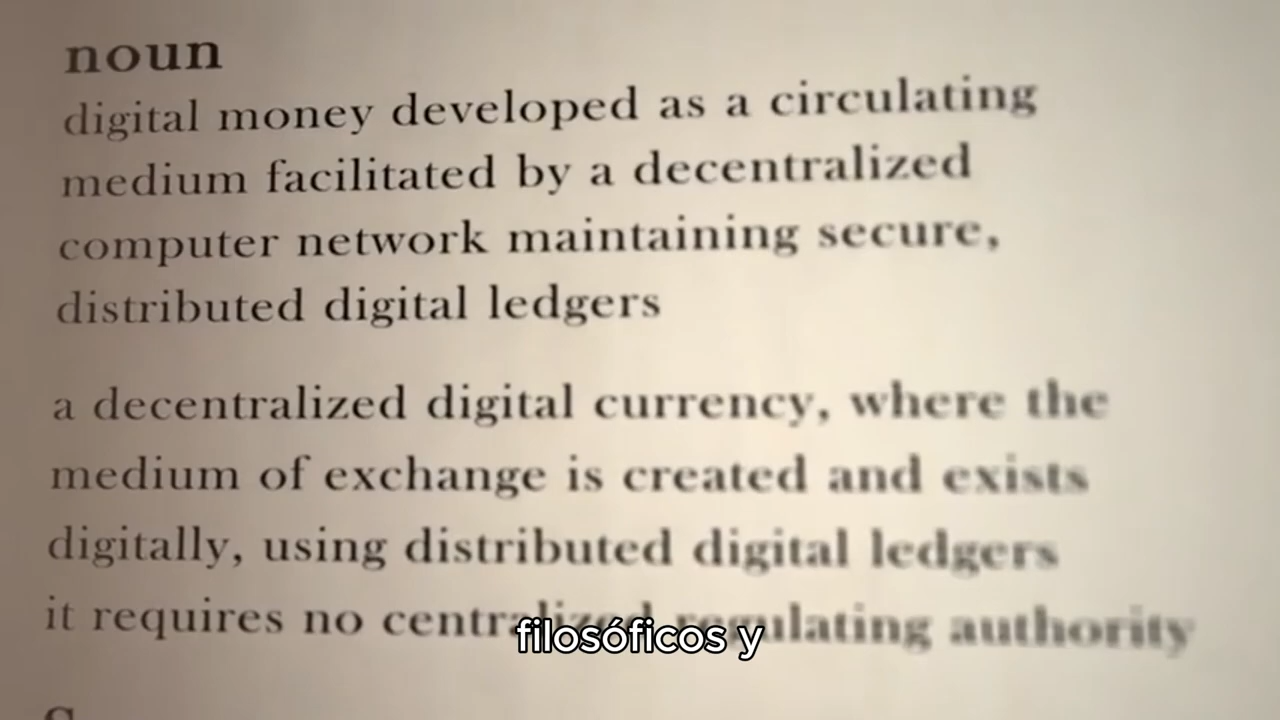 noun
digital money developed as a circulating
medium facilitated by a decentralized
computer network maintaining secure,
distributed digital ledgers
a decentralized digital currency, where the
medium of exchange is created and exists
digitally, using distributed digital ledgers
it requires no centralized regulating authority
filosóficos y